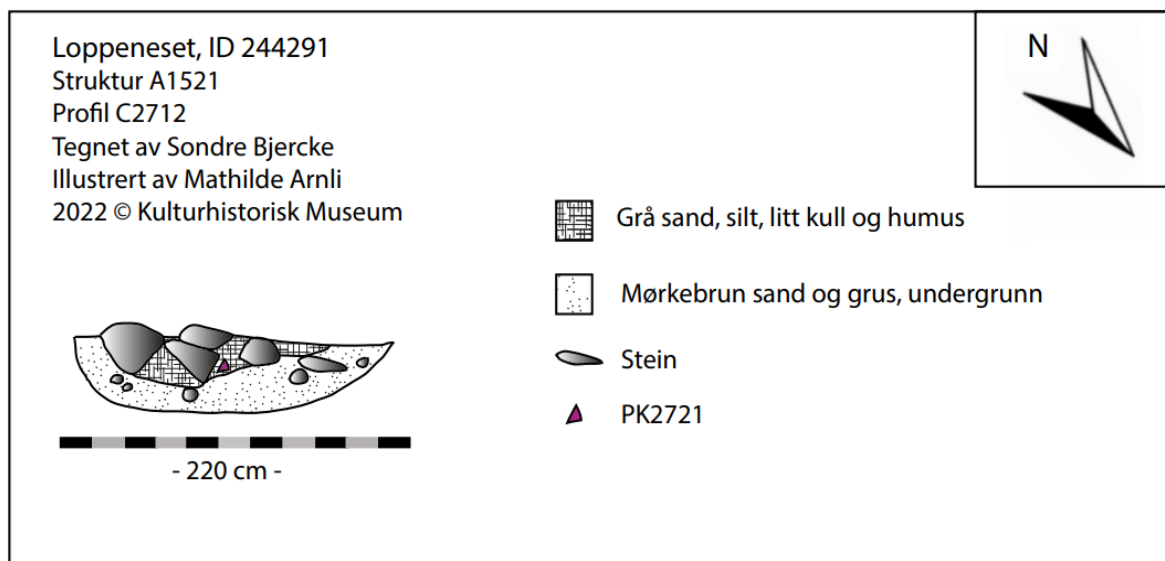 Loppeneset, ID 244291
Struktur A1521
Profil C2712
Tegnet av Sondre Bjercke
Illustrert av Mathilde Arnli
2022 © Kulturhistorisk Museum
N
Grå sand, silt, litt kull og humus
Mørkebrun sand og grus, undergrunn
Stein
PK2721
- 220 cm -